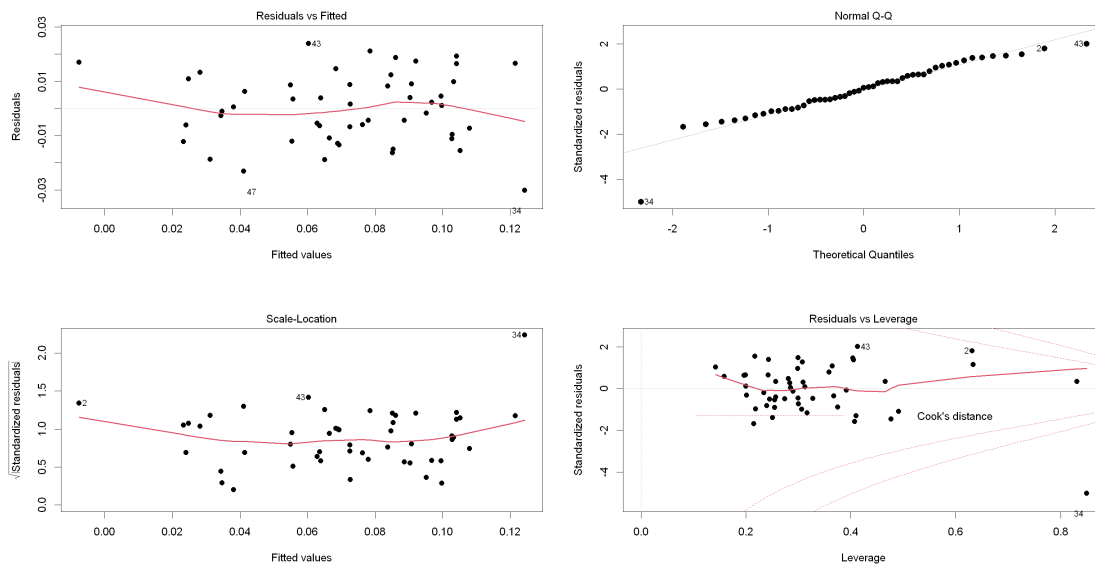 Residuals vs Fitted
Residuals
0.03
0.01
-0.01
-0.03
43
47
34
0.00 0.02 0.04 0.06 0.08 0.10 0.12
Fitted values
Normal Q-Q
Standardized residuals
2
0
-2
-4
2
43
34
-2 -1 0 1 2
Theoretical Quantiles
Scale-Location
√|Standardized residuals|
2.0
1.5
1.0
0.5
0.0
2
43
34
0.00 0.02 0.04 0.06 0.08 0.10 0.12
Fitted values
Residuals vs Leverage
Standardized residuals
2
0
-2
-4
43
2
Cook's distance
34
0.0 0.2 0.4 0.6 0.8
Leverage